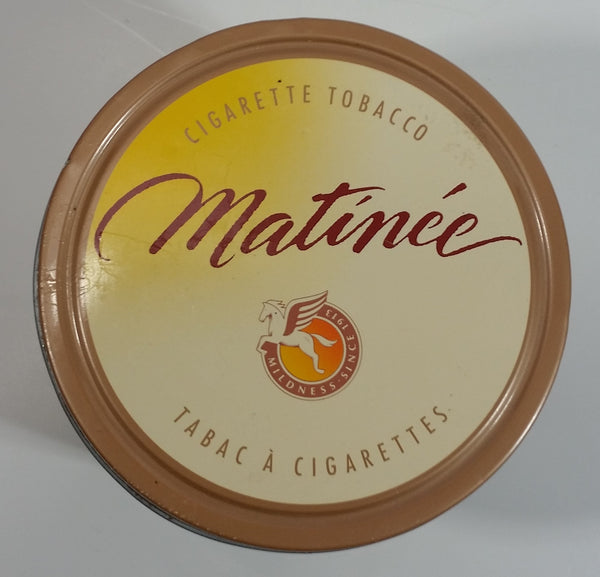 CIGARETTE TOBACCO
Matinée
MILDNESS · SINCE 1913
TABAC À CIGARETTES